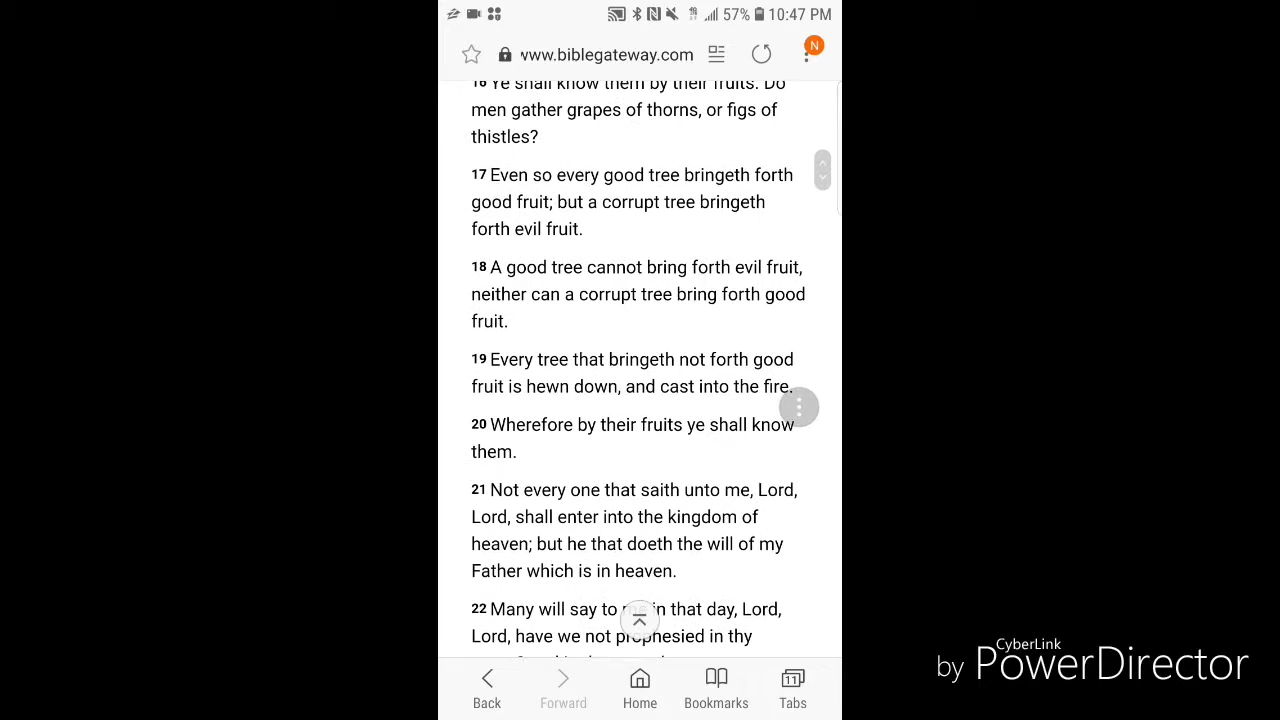 57% 10:47 PM
www.biblegateway.com
N
16 Ye shall know them by their fruits. Do
men gather grapes of thorns, or figs of
thistles?
17 Even so every good tree bringeth forth
good fruit; but a corrupt tree bringeth
forth evil fruit.
18 A good tree cannot bring forth evil fruit,
neither can a corrupt tree bring forth good
fruit.
19 Every tree that bringeth not forth good
fruit is hewn down, and cast into the fire.
20 Wherefore by their fruits ye shall know
them.
21 Not every one that saith unto me, Lord,
Lord, shall enter into the kingdom of
heaven; but he that doeth the will of my
Father which is in heaven.
22 Many will say to me in that day, Lord,
Lord, have we not prophesied in thy
Back Forward Home Bookmarks 11 Tabs
CyberLink
by PowerDirector